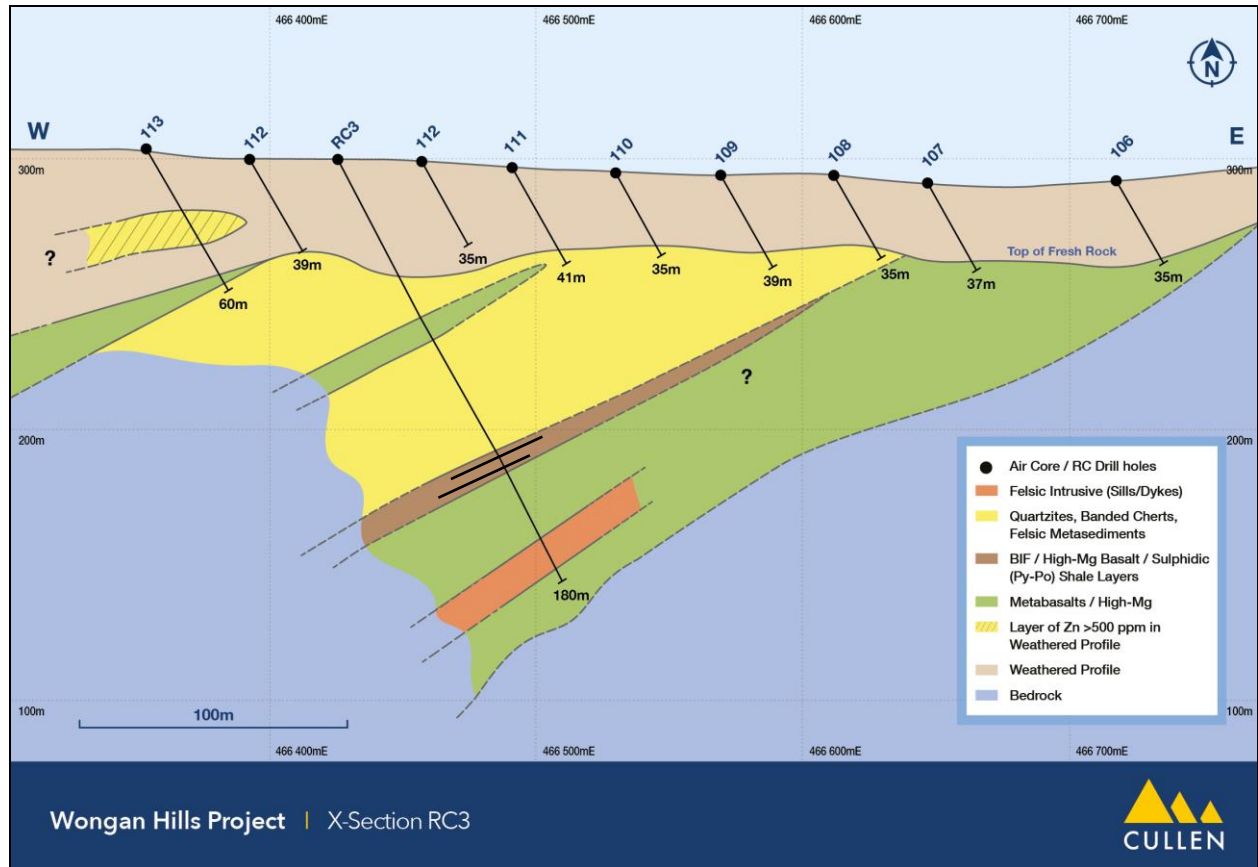 466 400mE
466 500mE
466 600mE
466 700mE
N
W
E
113
112
RC3
112
111
110
109
108
107
106
300m
300m
?
39m
60m
35m
41m
35m
39m
35m
37m
35m
Top of Fresh Rock
?
200m
200m
180m
100m
100m
100m
Air Core / RC Drill holes
Felsic Intrusive (Sills/Dykes)
Quartzites, Banded Cherts,
Felsic Metasediments
BIF / High-Mg Basalt / Sulphidic
(Py-Po) Shale Layers
Metabasalts / High-Mg
Layer of Zn >500 ppm in
Weathered Profile
Weathered Profile
Bedrock
466 400mE
466 500mE
466 600mE
466 700mE
Wongan Hills Project | X-Section RC3
CULLEN